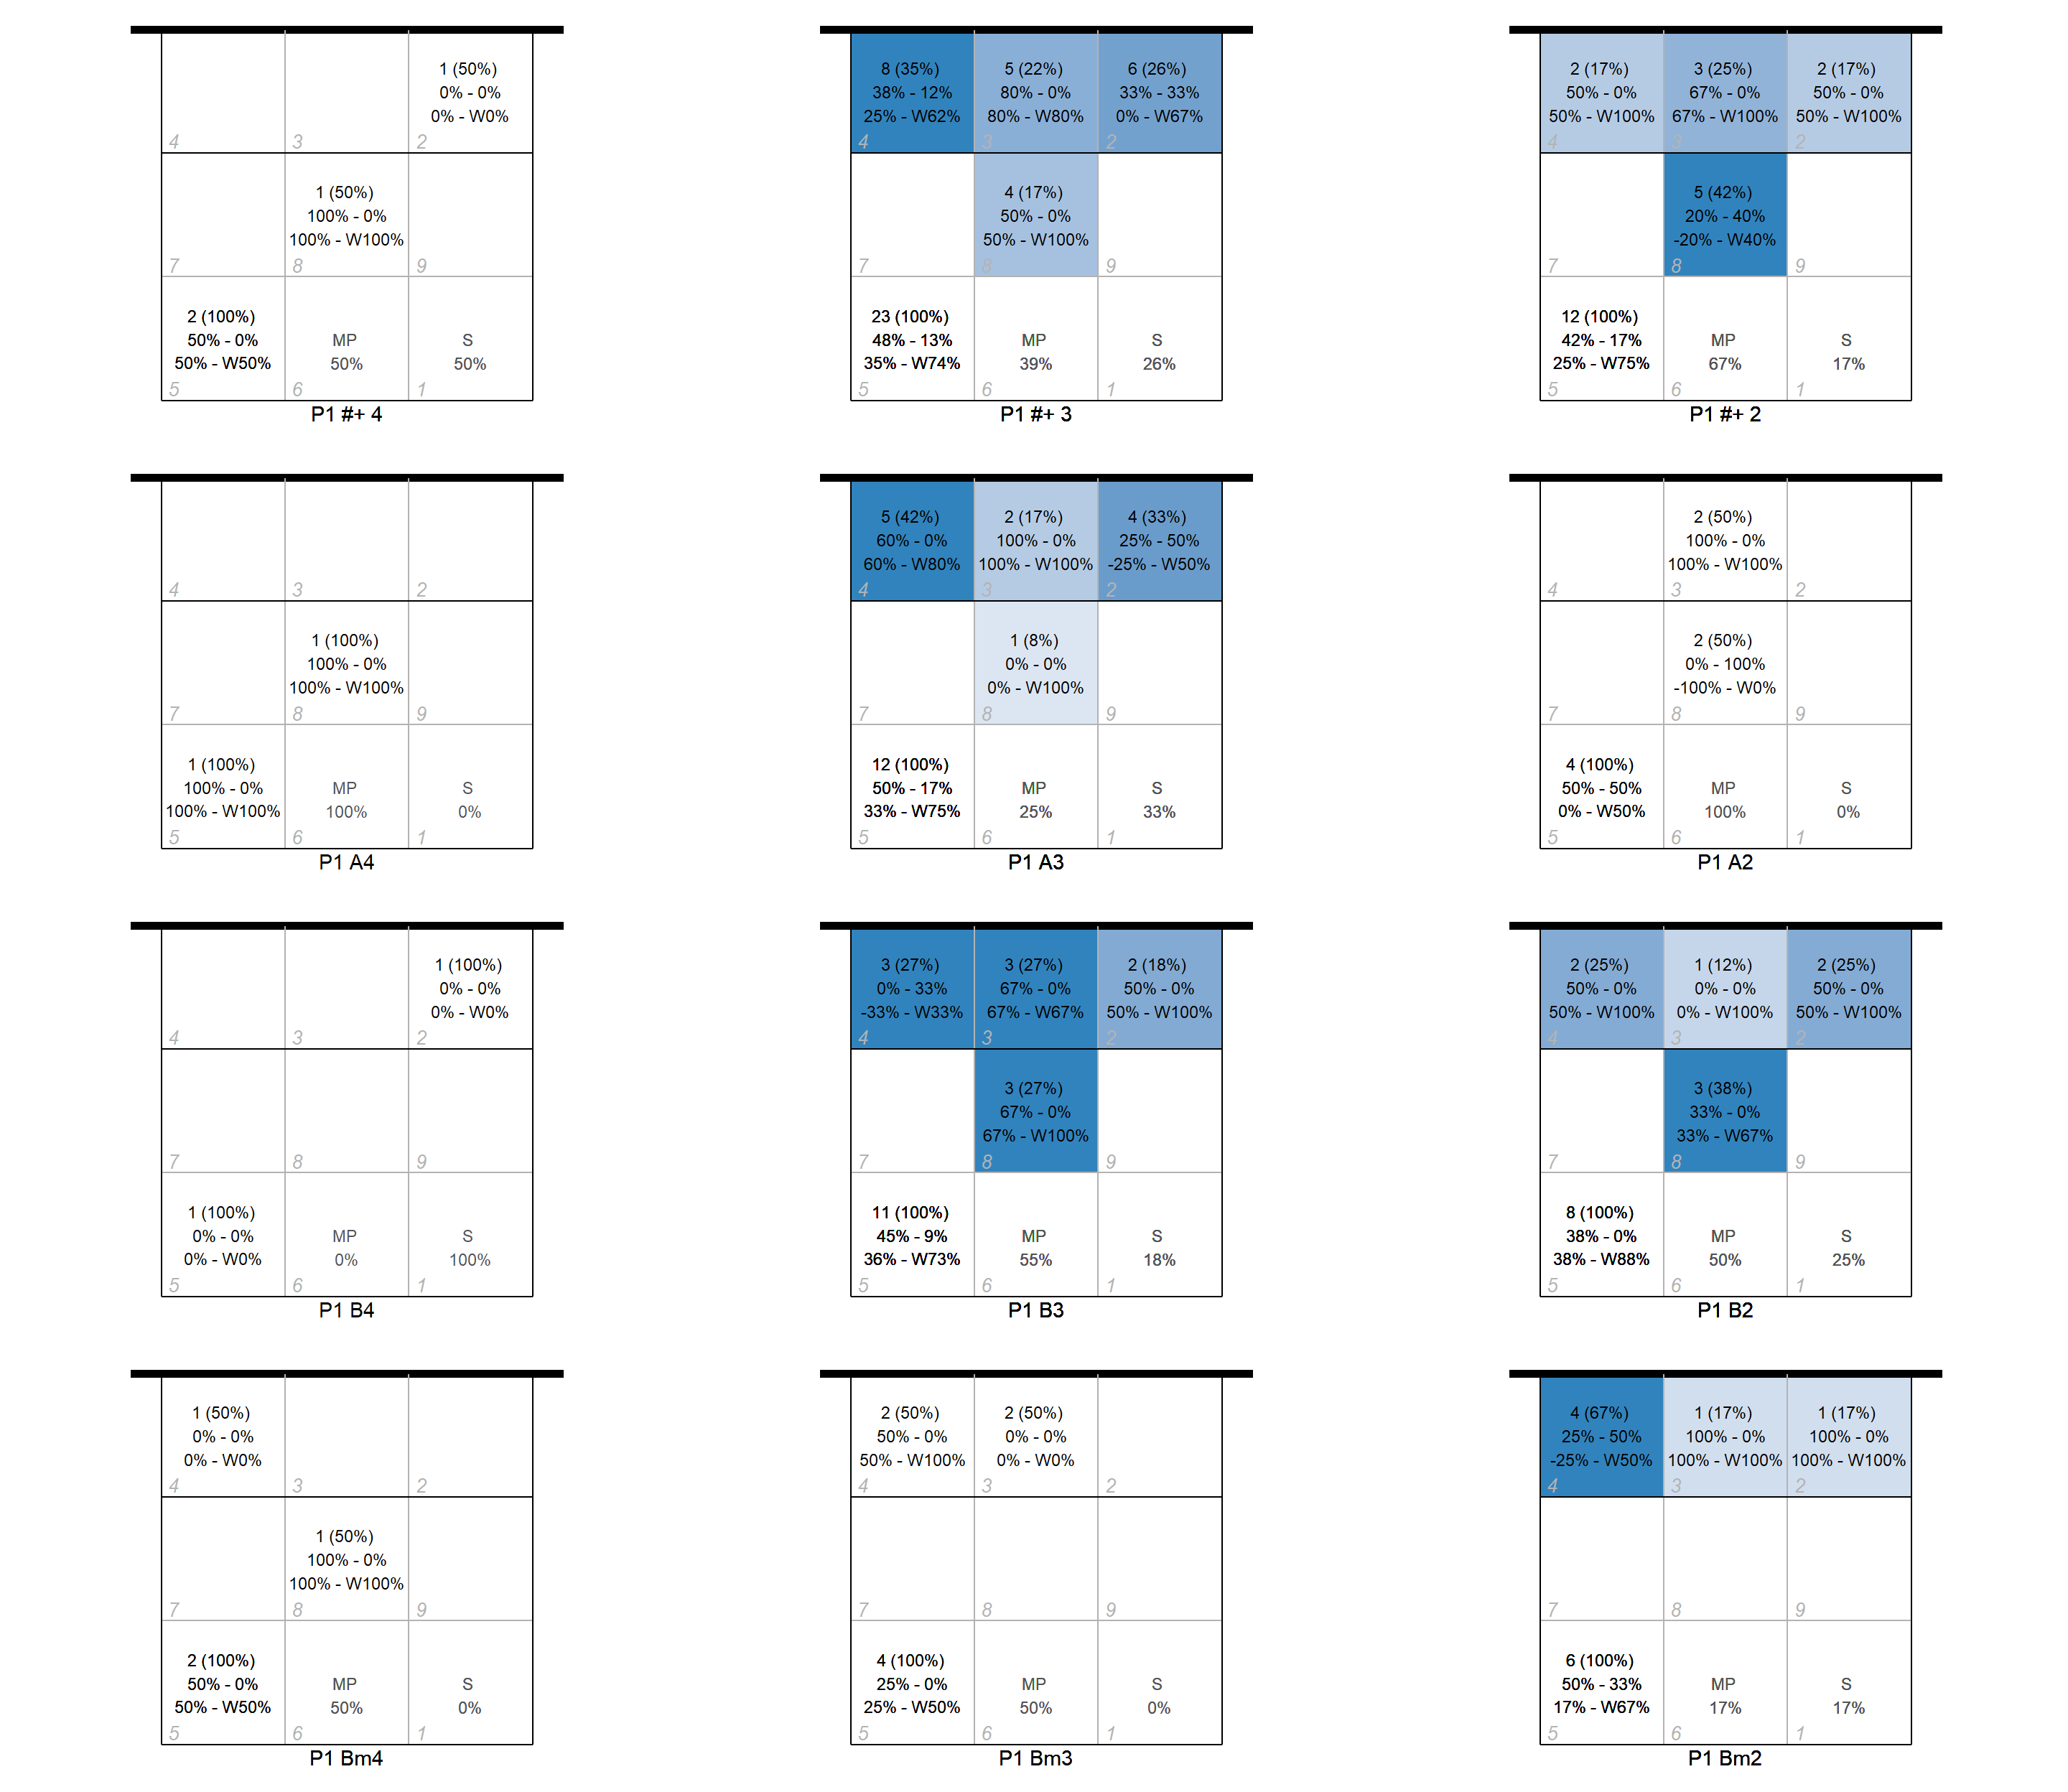 1 (50%)
0% - 0%
0% - W0%
4
3
2
1 (50%)
100% - 0%
100% - W100%
7
8
9
2 (100%)
50% - 0%
50% - W50%
MP
50%
S
50%
5
6
1
P1 #+ 4
8 (35%)
38% - 12%
25% - W62%
5 (22%)
80% - 0%
80% - W80%
6 (26%)
33% - 33%
0% - W67%
4
3
2
4 (17%)
50% - 0%
50% - W100%
7
8
9
23 (100%)
48% - 13%
35% - W74%
MP
39%
S
26%
5
6
1
P1 #+ 3
2 (17%)
50% - 0%
50% - W100%
3 (25%)
67% - 0%
67% - W100%
2 (17%)
50% - 0%
50% - W100%
4
3
2
5 (42%)
20% - 40%
-20% - W40%
7
8
9
12 (100%)
42% - 17%
25% - W75%
MP
67%
S
17%
5
6
1
P1 #+ 2
4
3
2
1 (100%)
100% - 0%
100% - W100%
7
8
9
1 (100%)
100% - 0%
100% - W100%
MP
100%
S
0%
5
6
1
P1 A4
5 (42%)
60% - 0%
60% - W80%
2 (17%)
100% - 0%
100% - W100%
4 (33%)
25% - 50%
-25% - W50%
4
3
2
1 (8%)
0% - 0%
0% - W100%
7
8
9
12 (100%)
50% - 17%
33% - W75%
MP
25%
S
33%
5
6
1
P1 A3
2 (50%)
100% - 0%
100% - W100%
4
3
2
2 (50%)
0% - 100%
-100% - W0%
7
8
9
4 (100%)
50% - 50%
0% - W50%
MP
100%
S
0%
5
6
1
P1 A2
1 (100%)
0% - 0%
0% - W0%
4
3
2
7
8
9
1 (100%)
0% - 0%
0% - W0%
MP
0%
S
100%
5
6
1
P1 B4
3 (27%)
0% - 33%
-33% - W33%
3 (27%)
67% - 0%
67% - W67%
2 (18%)
50% - 0%
50% - W100%
4
3
2
3 (27%)
67% - 0%
67% - W100%
7
8
9
11 (100%)
45% - 9%
36% - W73%
MP
55%
S
18%
5
6
1
P1 B3
2 (25%)
50% - 0%
50% - W100%
1 (12%)
0% - 0%
0% - W100%
2 (25%)
50% - 0%
50% - W100%
4
3
2
3 (38%)
33% - 0%
33% - W67%
7
8
9
8 (100%)
38% - 0%
38% - W88%
MP
50%
S
25%
5
6
1
P1 B2
1 (50%)
0% - 0%
0% - W0%
4
3
2
1 (50%)
100% - 0%
100% - W100%
7
8
9
2 (100%)
50% - 0%
50% - W50%
MP
50%
S
0%
5
6
1
P1 Bm4
2 (50%)
50% - 0%
50% - W100%
2 (50%)
0% - 0%
0% - W0%
4
3
2
7
8
9
4 (100%)
25% - 0%
25% - W50%
MP
50%
S
0%
5
6
1
P1 Bm3
4 (67%)
25% - 50%
-25% - W50%
1 (17%)
100% - 0%
100% - W100%
1 (17%)
100% - 0%
100% - W100%
4
3
2
7
8
9
6 (100%)
50% - 33%
17% - W67%
MP
17%
S
17%
5
6
1
P1 Bm2